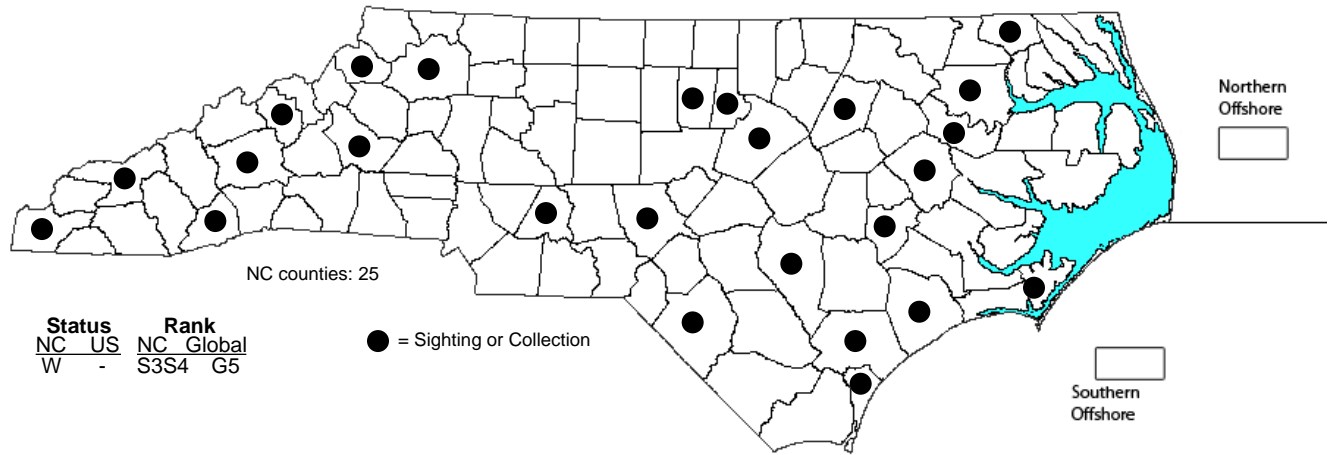 Northern
Offshore
NC counties: 25
Status Rank
NC US NC Global
W - S3S4 G5
= Sighting or Collection
Southern
Offshore